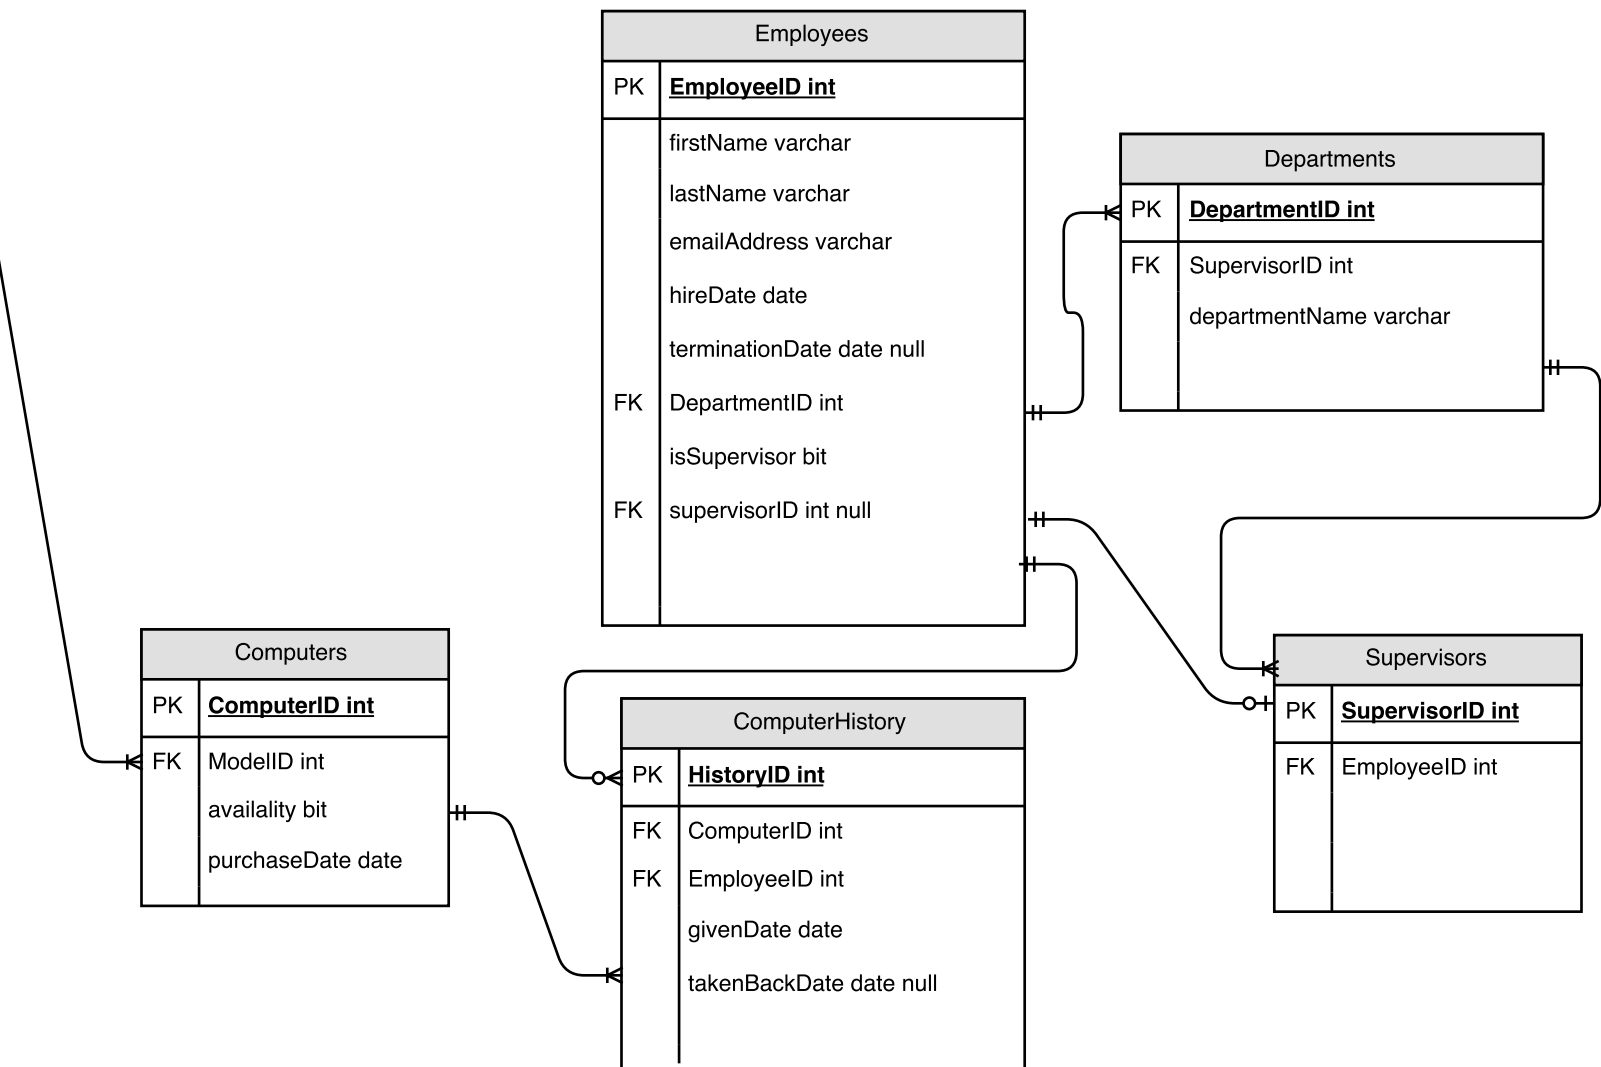 Employees
PK EmployeeID int
firstName varchar
lastName varchar
emailAddress varchar
hireDate date
terminationDate date null
FK DepartmentID int
isSupervisor bit
FK supervisorID int null
Departments
PK DepartmentID int
FK SupervisorID int
departmentName varchar
Computers
PK ComputerID int
FK ModelID int
availality bit
purchaseDate date
ComputerHistory
PK HistoryID int
FK ComputerID int
FK EmployeeID int
givenDate date
takenBackDate date null
Supervisors
PK SupervisorID int
FK EmployeeID int